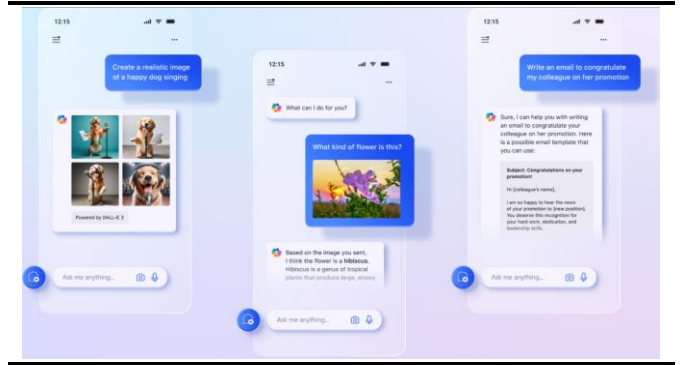 12:15
Create a realistic image
of a happy dog singing
Powered by DALL-E 3
Ask me anything...
12:15
What can I do for you?
What kind of flower is this?
Based on the image you sent,
I think the flower is a hibiscus.
Hibiscus is a genus of tropical
plants that produce large, showy
Ask me anything...
12:15
Write an email to congratulate
my colleague on her promotion
Sure, I can help you with writing
an email to congratulate your
colleague on her promotion. Here
is a possible email template that
you can use:
Subject: Congratulations on your
promotion!
Hi [colleague's name],
I am so happy to hear the news
of your promotion to [new position].
You deserve this recognition for
your hard work, dedication, and
leadership skills.
Ask me anything...